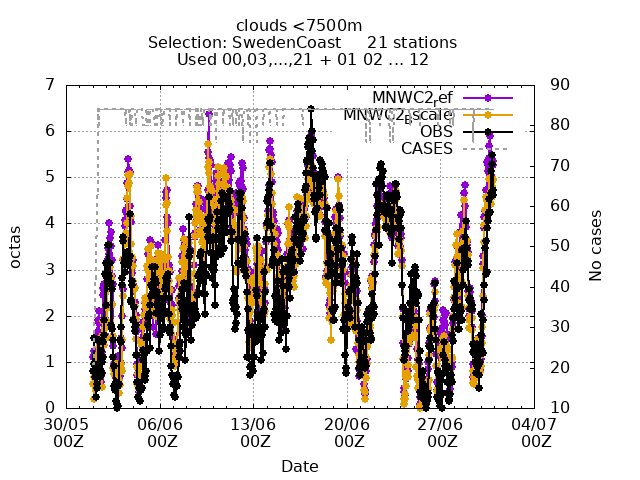 clouds <7500m
Selection: SwedenCoast 21 stations
Used 00,03,...,21 + 01 02 ... 12
7 90
MNWC2ref
MNWC2Bscale
6 80
OBS
CASES
5 70
60
4
octas 50 No cases
3
40
2
30
1 20
0 10
30/05 06/06 13/06 20/06 27/06 04/07
00Z 00Z 00Z 00Z 00Z 00Z
Date